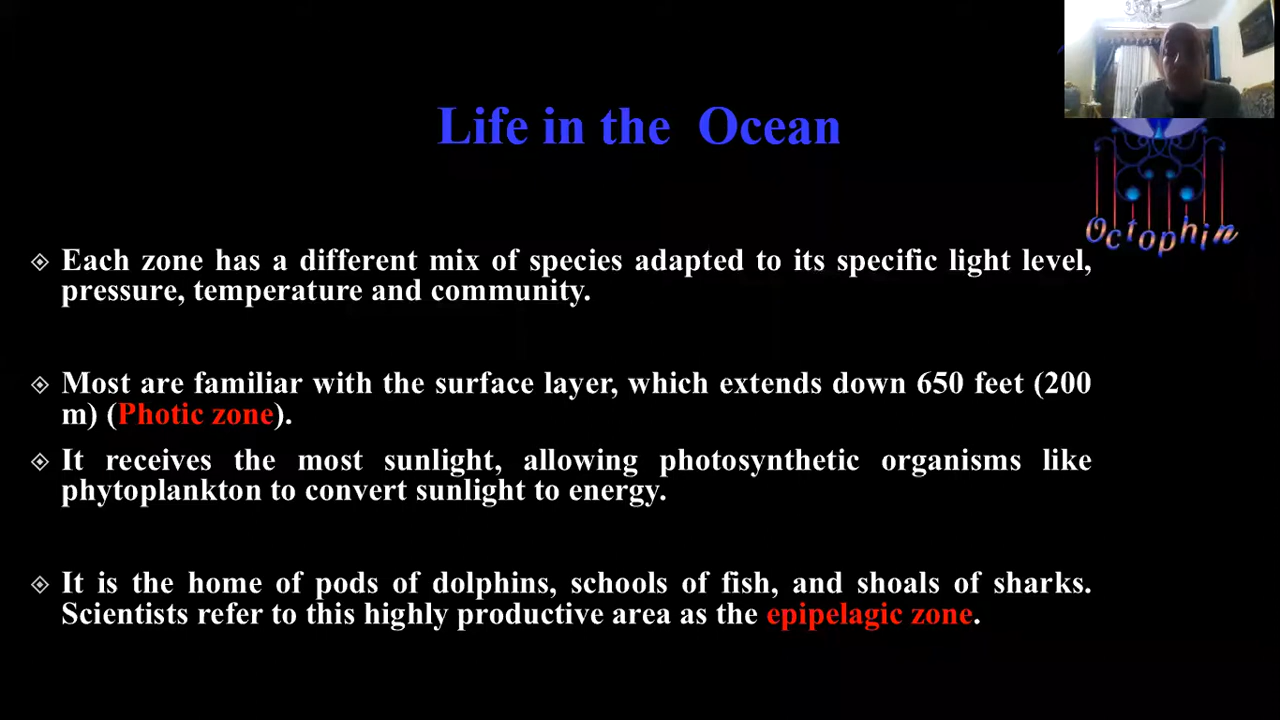 Life in the Ocean
Octophin
Each zone has a different mix of species adapted to its specific light level,
pressure, temperature and community.
Most are familiar with the surface layer, which extends down 650 feet (200
m) (Photic zone).
It receives the most sunlight, allowing photosynthetic organisms like
phytoplankton to convert sunlight to energy.
It is the home of pods of dolphins, schools of fish, and shoals of sharks.
Scientists refer to this highly productive area as the epipelagic zone.